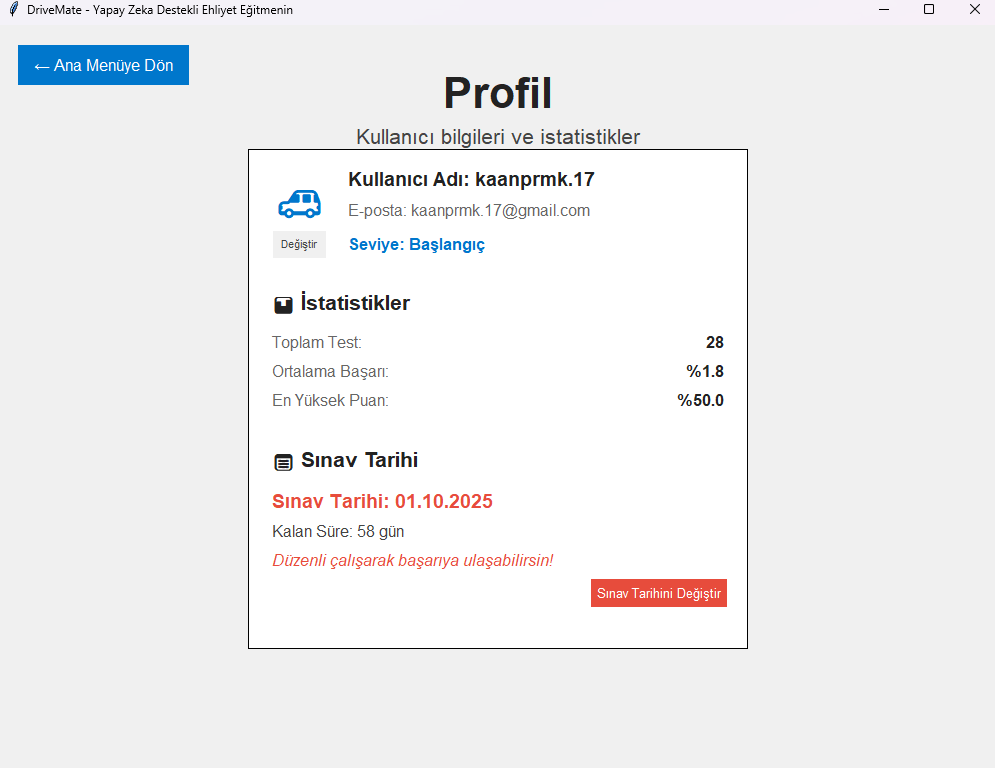 DriveMate - Yapay Zeka Destekli Ehliyet Eğitmenin
← Ana Menüye Dön
Profil
Kullanıcı bilgileri ve istatistikler
Kullanıcı Adı: kaanprmk.17
E-posta: kaanprmk.17@gmail.com
Değiştir
Seviye: Başlangıç
İstatistikler
Toplam Test: 28
Ortalama Başarı: %1.8
En Yüksek Puan: %50.0
Sınav Tarihi
Sınav Tarihi: 01.10.2025
Kalan Süre: 58 gün
Düzenli çalışarak başarıya ulaşabilirsin!
Sınav Tarihini Değiştir